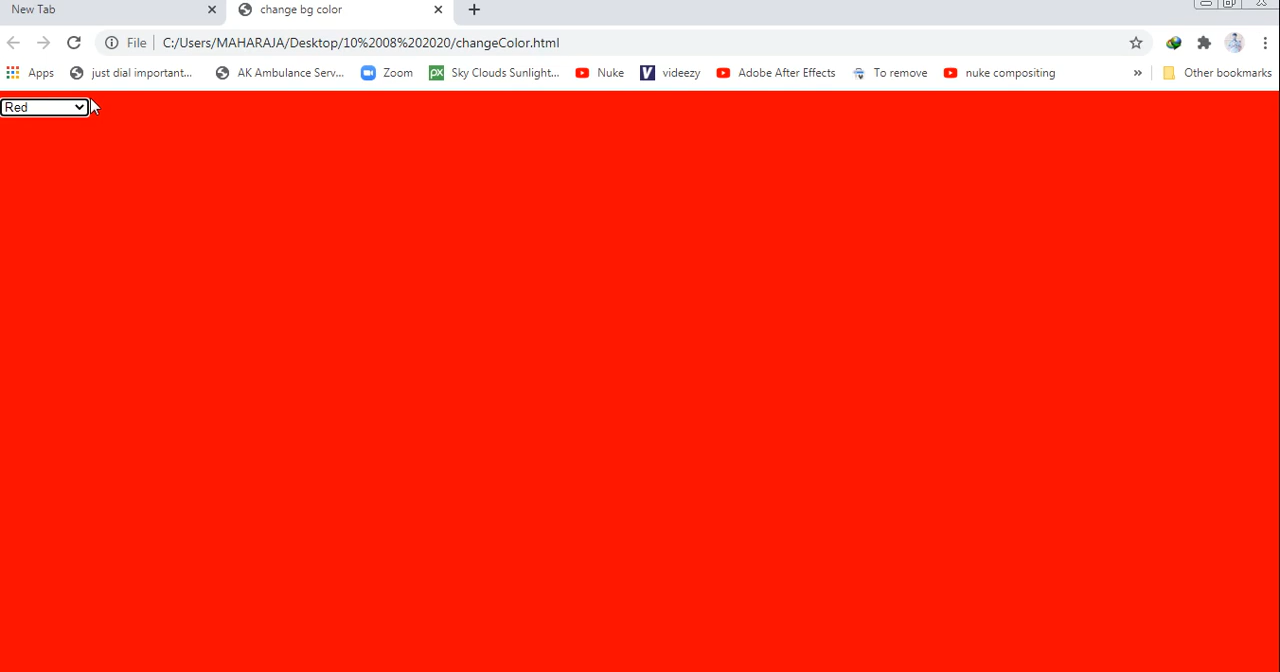 New Tab
change bg color
File
C:/Users/MAHARAJA/Desktop/10%2008%202020/changeColor.html
Apps
just dial important...
AK Ambulance Serv...
Zoom
px
Sky Clouds Sunlight...
Nuke
V
videezy
Adobe After Effects
To remove
nuke compositing
»
Other bookmarks
Red